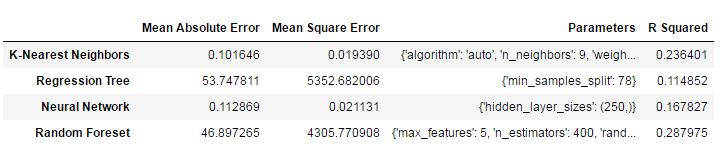 Mean Absolute Error Mean Square Error Parameters R Squared
K-Nearest Neighbors 0.101646 0.019390 {'algorithm': 'auto', 'n_neighbors': 9, 'weigh... 0.236401
Regression Tree 53.747811 5352.682006 {'min_samples_split': 78} 0.114852
Neural Network 0.112869 0.021131 {'hidden_layer_sizes': (250,)} 0.167827
Random Foreset 46.897265 4305.770908 {'max_features': 5, 'n_estimators': 400, 'rand... 0.287975